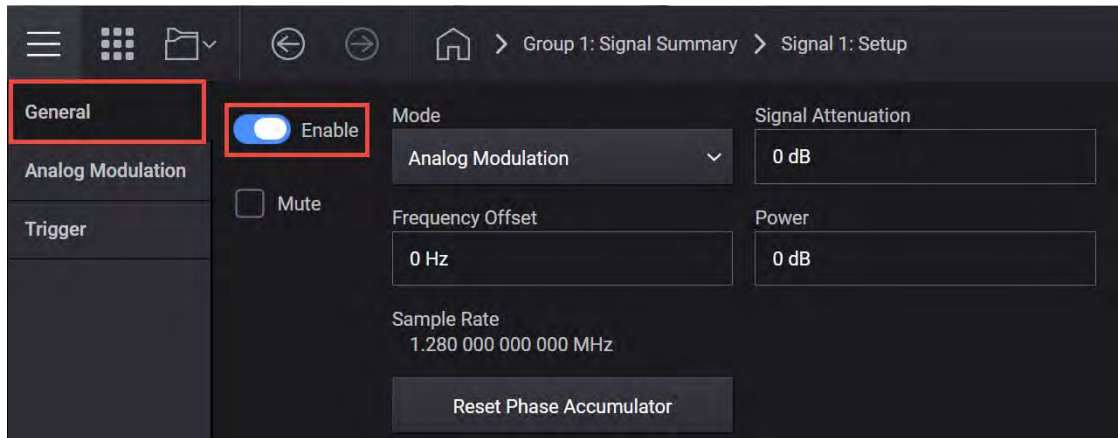 Group 1: Signal Summary
Signal 1: Setup
General
Analog Modulation
Trigger
Enable
Mute
Mode
Analog Modulation
Signal Attenuation
0 dB
Frequency Offset
0 Hz
Power
0 dB
Sample Rate
1.280 000 000 000 MHz
Reset Phase Accumulator